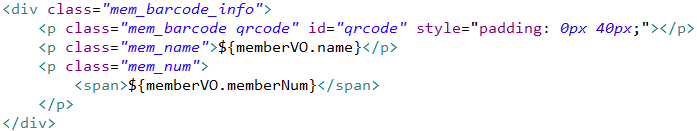 <div class="mem_barcode_info">
<p class="mem_barcode qrcode" id="qrcode" style="padding: 0px 40px;"></p>
<p class="mem_name">${memberVO.name}</p>
<p class="mem_num">
<span>${memberVO.memberNum}</span>
</p>
</div>